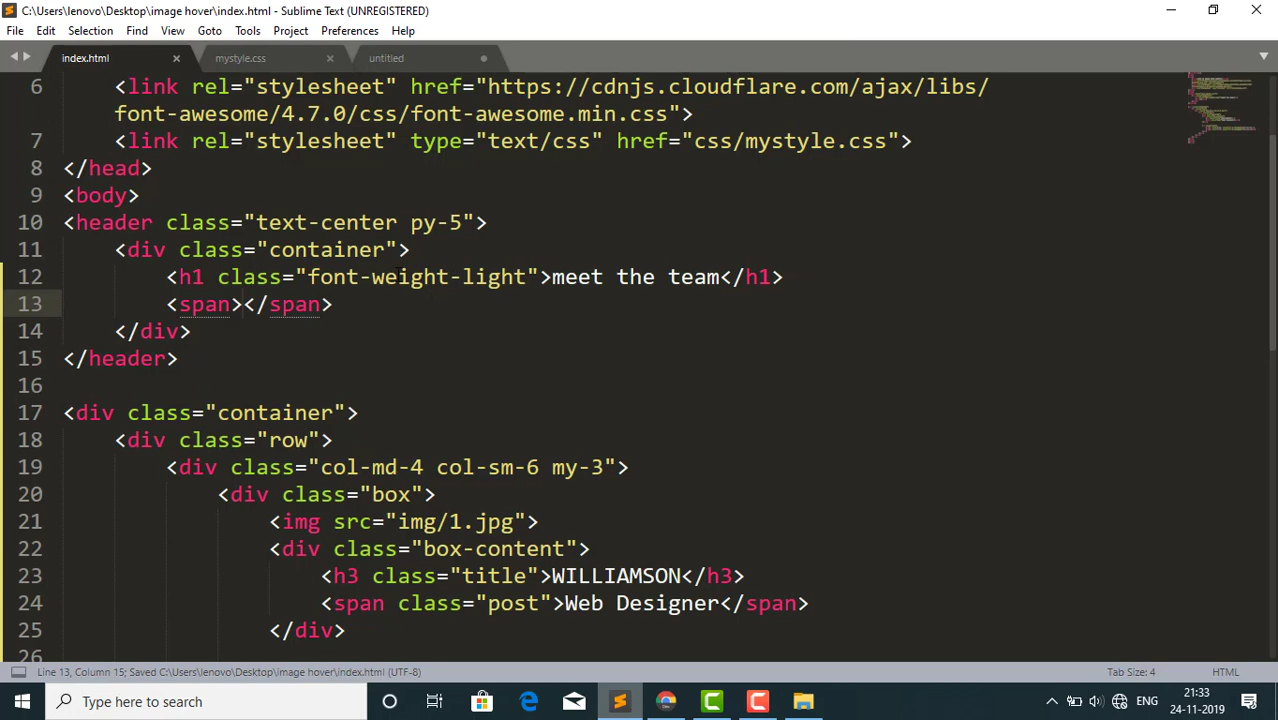 C:\Users\lenovo\Desktop\image hover\index.html - Sublime Text (UNREGISTERED)
File Edit Selection Find View Goto Tools Project Preferences Help
index.html mystyle.css untitled
6 <link rel="stylesheet" href="https://cdnjs.cloudflare.com/ajax/libs/
font-awesome/4.7.0/css/font-awesome.min.css">
7 <link rel="stylesheet" type="text/css" href="css/mystyle.css">
8 </head>
9 <body>
10 <header class="text-center py-5">
11 <div class="container">
12 <h1 class="font-weight-light">meet the team</h1>
13 <span></span>
14 </div>
15 </header>
16
17 <div class="container">
18 <div class="row">
19 <div class="col-md-4 col-sm-6 my-3">
20 <div class="box">
21 <img src="img/1.jpg">
22 <div class="box-content">
23 <h3 class="title">WILLIAMSON</h3>
24 <span class="post">Web Designer</span>
25 </div>
26
Line 13, Column 15; Saved C:\Users\lenovo\Desktop\image hover\index.html (UTF-8) Tab Size: 4 HTML
Type here to search
ENG
21:33
24-11-2019